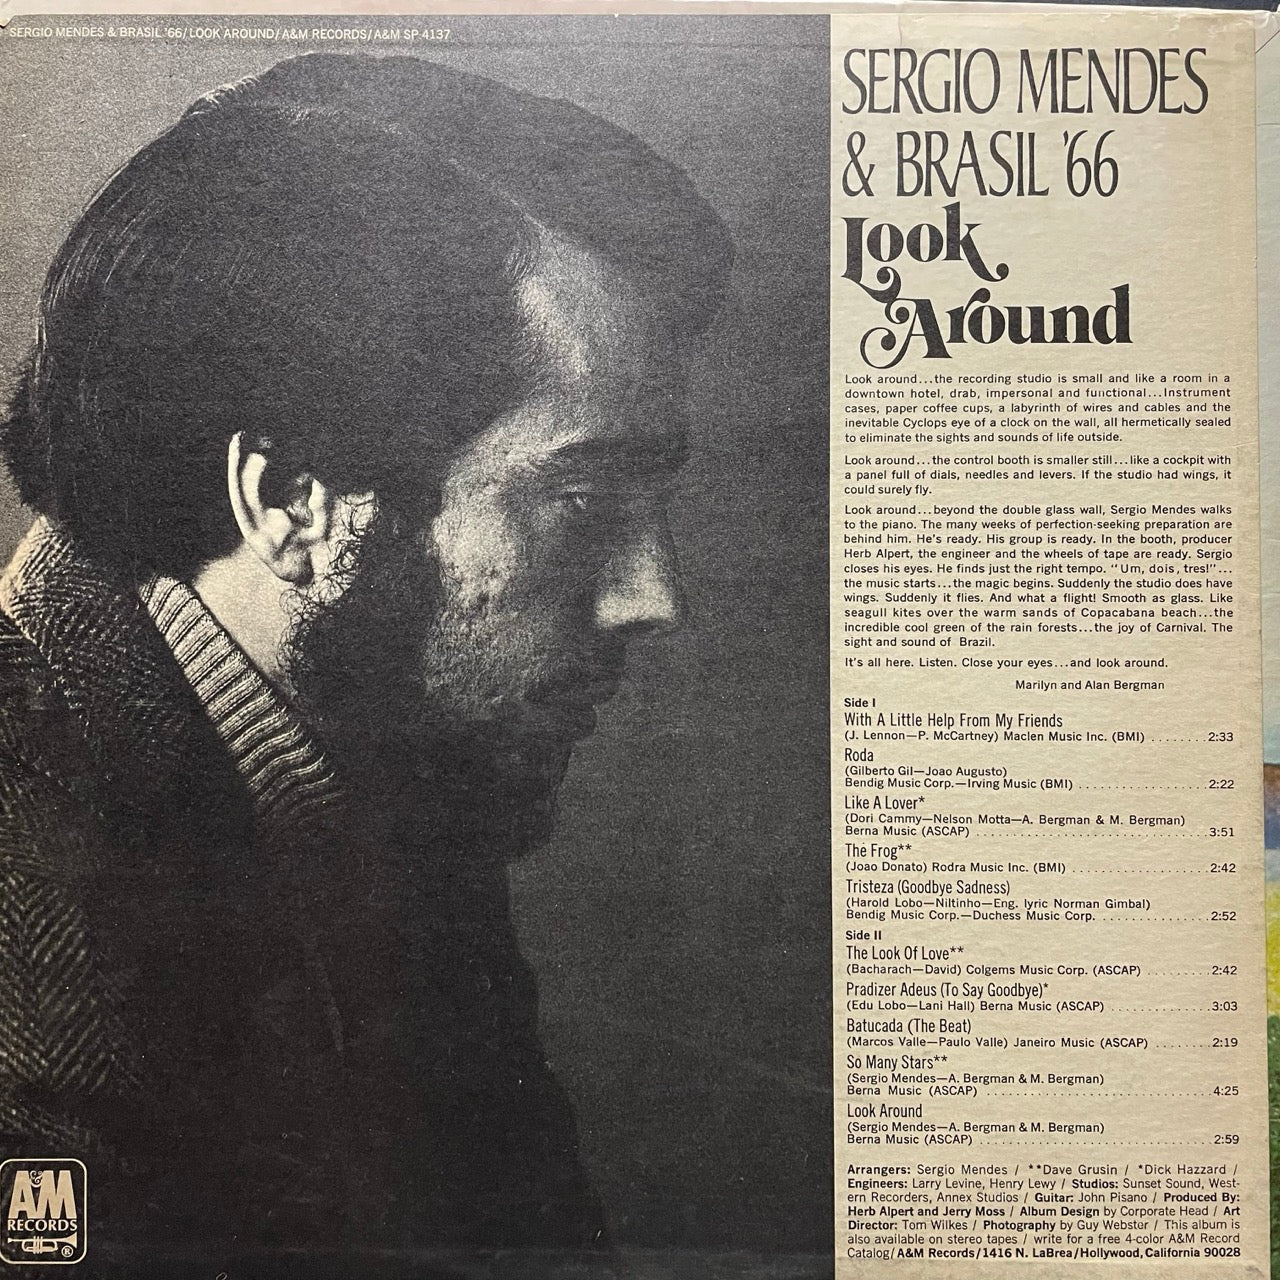 SERGIO MENDES & BRASIL '66/LOOK AROUND/A&M RECORDS/A&M SP 4137
SERGIO MENDES
& BRASIL '66
Look
Around
Look around...the recording studio is small and like a room in a
downtown hotel, drab, impersonal and functional...Instrument
cases, paper coffee cups, a labyrinth of wires and cables and the
inevitable Cyclops eye of a clock on the wall, all hermetically sealed
to eliminate the sights and sounds of life outside.
Look around...the control booth is smaller still...like a cockpit with
a panel full of dials, needles and levers. If the studio had wings, it
could surely fly.
Look around...beyond the double glass wall, Sergio Mendes walks
to the piano. The many weeks of perfection-seeking preparation are
behind him. He's ready. His group is ready. In the booth, producer
Herb Alpert, the engineer and the wheels of tape are ready. Sergio
closes his eyes. He finds just the right tempo. "Um, dois, tres!"...
the music starts...the magic begins. Suddenly the studio does have
wings. Suddenly it flies. And what a flight! Smooth as glass. Like
seagull kites over the warm sands of Copacabana beach...the
incredible cool green of the rain forests...the joy of Carnival. The
sight and sound of Brazil.
It's all here. Listen. Close your eyes...and look around.
Marilyn and Alan Bergman
Side I
With A Little Help From My Friends
(J. Lennon—P. McCartney) Maclen Music Inc. (BMI) ........2:33
Roda
(Gilberto Gil—Joao Augusto)
Bendig Music Corp.—Irving Music (BMI) ..................2:22
Like A Lover*
(Dori Cammy—Nelson Motta—A. Bergman & M. Bergman)
Berna Music (ASCAP) ................................3:51
The Frog**
(Joao Donato) Rodra Music Inc. (BMI) ...................2:42
Tristeza (Goodbye Sadness)
(Harold Lobo—Niltinho—Eng. lyric Norman Gimbal)
Bendig Music Corp.—Duchess Music Corp. ...............2:52
Side II
The Look Of Love**
(Bacharach—David) Colgems Music Corp. (ASCAP) .........2:42
Pradizer Adeus (To Say Goodbye)*
(Edu Lobo—Lani Hall) Berna Music (ASCAP) ..............3:03
Batucada (The Beat)
(Marcos Valle—Paulo Valle) Janeiro Music (ASCAP) ........2:19
So Many Stars**
(Sergio Mendes—A. Bergman & M. Bergman)
Berna Music (ASCAP) ...............................4:25
Look Around
(Sergio Mendes—A. Bergman & M. Bergman)
Berna Music (ASCAP) ................................2:59
Arrangers: Sergio Mendes / **Dave Grusin / *Dick Hazzard /
Engineers: Larry Levine, Henry Lewy / Studios: Sunset Sound, West-
ern Recorders, Annex Studios / Guitar: John Pisano / Produced By:
Herb Alpert and Jerry Moss / Album Design by Corporate Head / Art
Director: Tom Wilkes / Photography by Guy Webster / This album is
also available on stereo tapes / write for a free 4-color A&M Record
Catalog/A&M Records/1416 N. LaBrea/Hollywood, California 90028
A&M
RECORDS
®